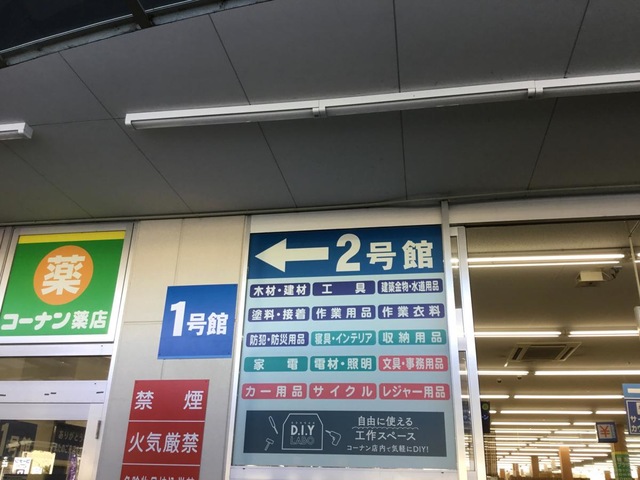 薬
コーナン薬店
1号館
禁煙
火気厳禁
2号館
木材・建材 工具 建築金物・水道用品
塗料・接着 作業用品 作業衣料
防犯・防災用品 寝具・インテリア 収納用品
家電 電材・照明 文具・事務用品
カー用品 サイクル レジャー用品
D.I.Y
LABO
自由に使える
工作スペース
コーナン店内で気軽にDIY!